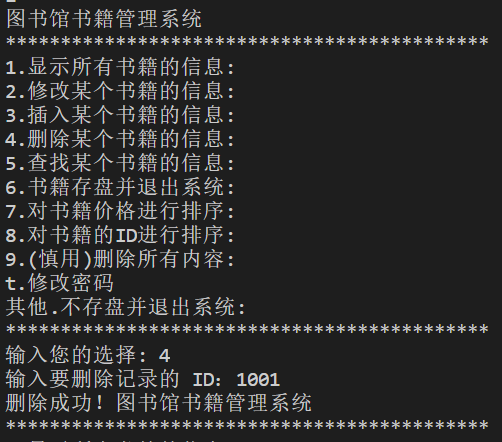 图书馆书籍管理系统
********************************************
1.显示所有书籍的信息:
2.修改某个书籍的信息:
3.插入某个书籍的信息:
4.删除某个书籍的信息:
5.查找某个书籍的信息:
6.书籍存盘并退出系统:
7.对书籍价格进行排序:
8.对书籍的ID进行排序:
9.(慎用)删除所有内容:
t.修改密码
其他.不存盘并退出系统:
********************************************
输入您的选择: 4
输入要删除记录的 ID: 1001
删除成功! 图书馆书籍管理系统
********************************************